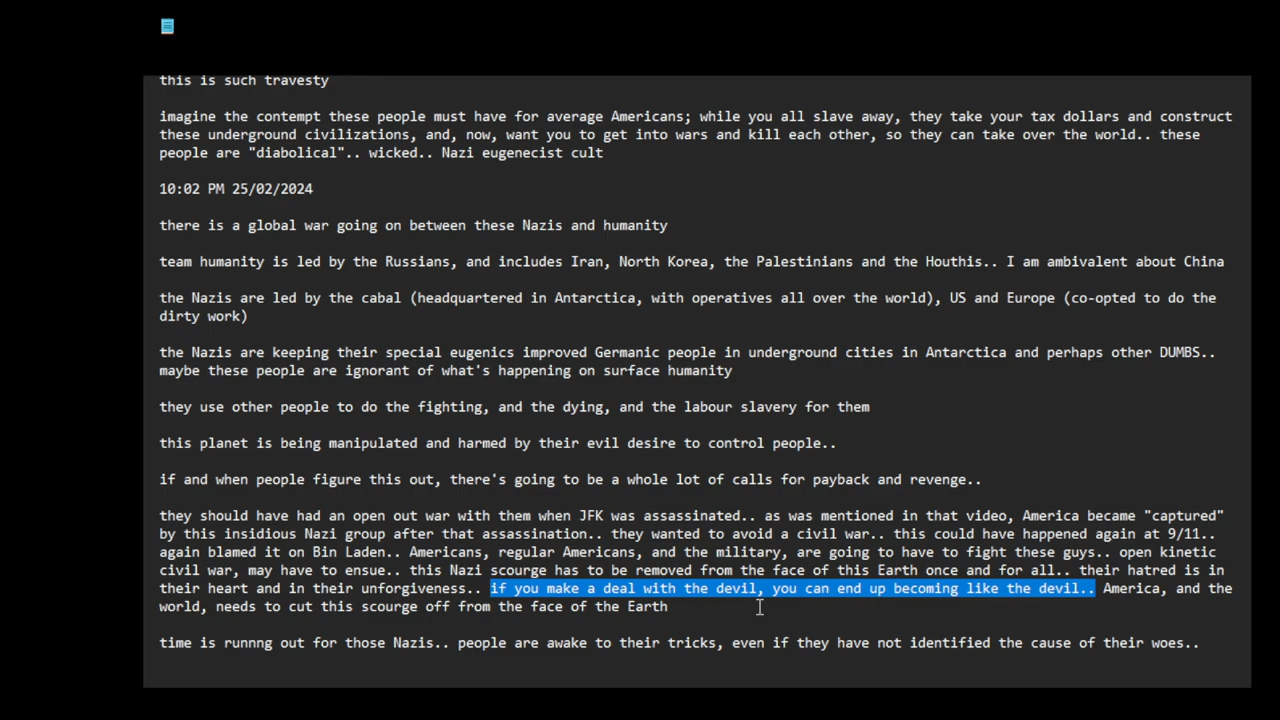 this is such travesty
imagine the contempt these people must have for average Americans; while you all slave away, they take your tax dollars and construct
these underground civilizations, and, now, want you to get into wars and kill each other, so they can take over the world.. these
people are "diabolical".. wicked.. Nazi eugenecist cult
10:02 PM 25/02/2024
there is a global war going on between these Nazis and humanity
team humanity is led by the Russians, and includes Iran, North Korea, the Palestinians and the Houthis.. I am ambivalent about China
the Nazis are led by the cabal (headquartered in Antarctica, with operatives all over the world), US and Europe (co-opted to do the
dirty work)
the Nazis are keeping their special eugenics improved Germanic people in underground cities in Antarctica and perhaps other DUMBS..
maybe these people are ignorant of what's happening on surface humanity
they use other people to do the fighting, and the dying, and the labour slavery for them
this planet is being manipulated and harmed by their evil desire to control people..
if and when people figure this out, there's going to be a whole lot of calls for payback and revenge..
they should have had an open out war with them when JFK was assassinated.. as was mentioned in that video, America became "captured"
by this insidious Nazi group after that assassination.. they wanted to avoid a civil war.. this could have happened again at 9/11..
again blamed it on Bin Laden.. Americans, regular Americans, and the military, are going to have to fight these guys.. open kinetic
civil war, may have to ensue.. this Nazi scourge has to be removed from the face of this Earth once and for all.. their hatred is in
their heart and in their unforgiveness.. if you make a deal with the devil, you can end up becoming like the devil.. America, and the
world, needs to cut this scourge off from the face of the Earth
time is runnng out for those Nazis.. people are awake to their tricks, even if they have not identified the cause of their woes..